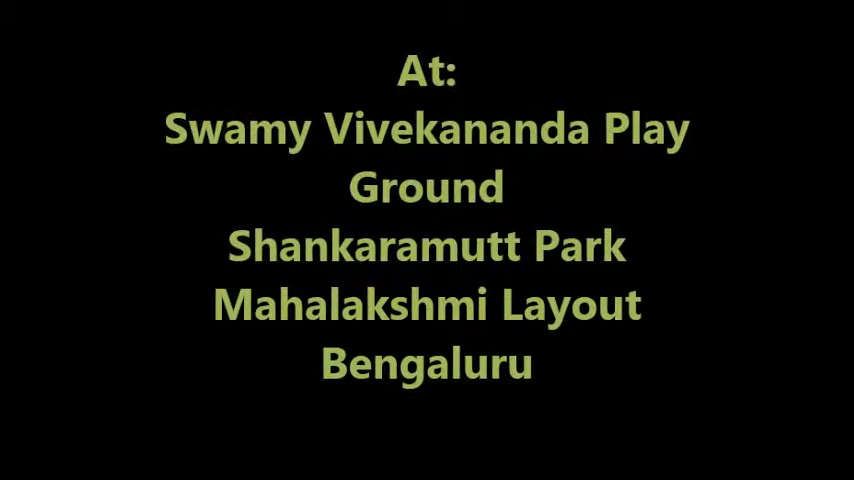 At:
Swamy Vivekananda Play
Ground
Shankaramutt Park
Mahalakshmi Layout
Bengaluru